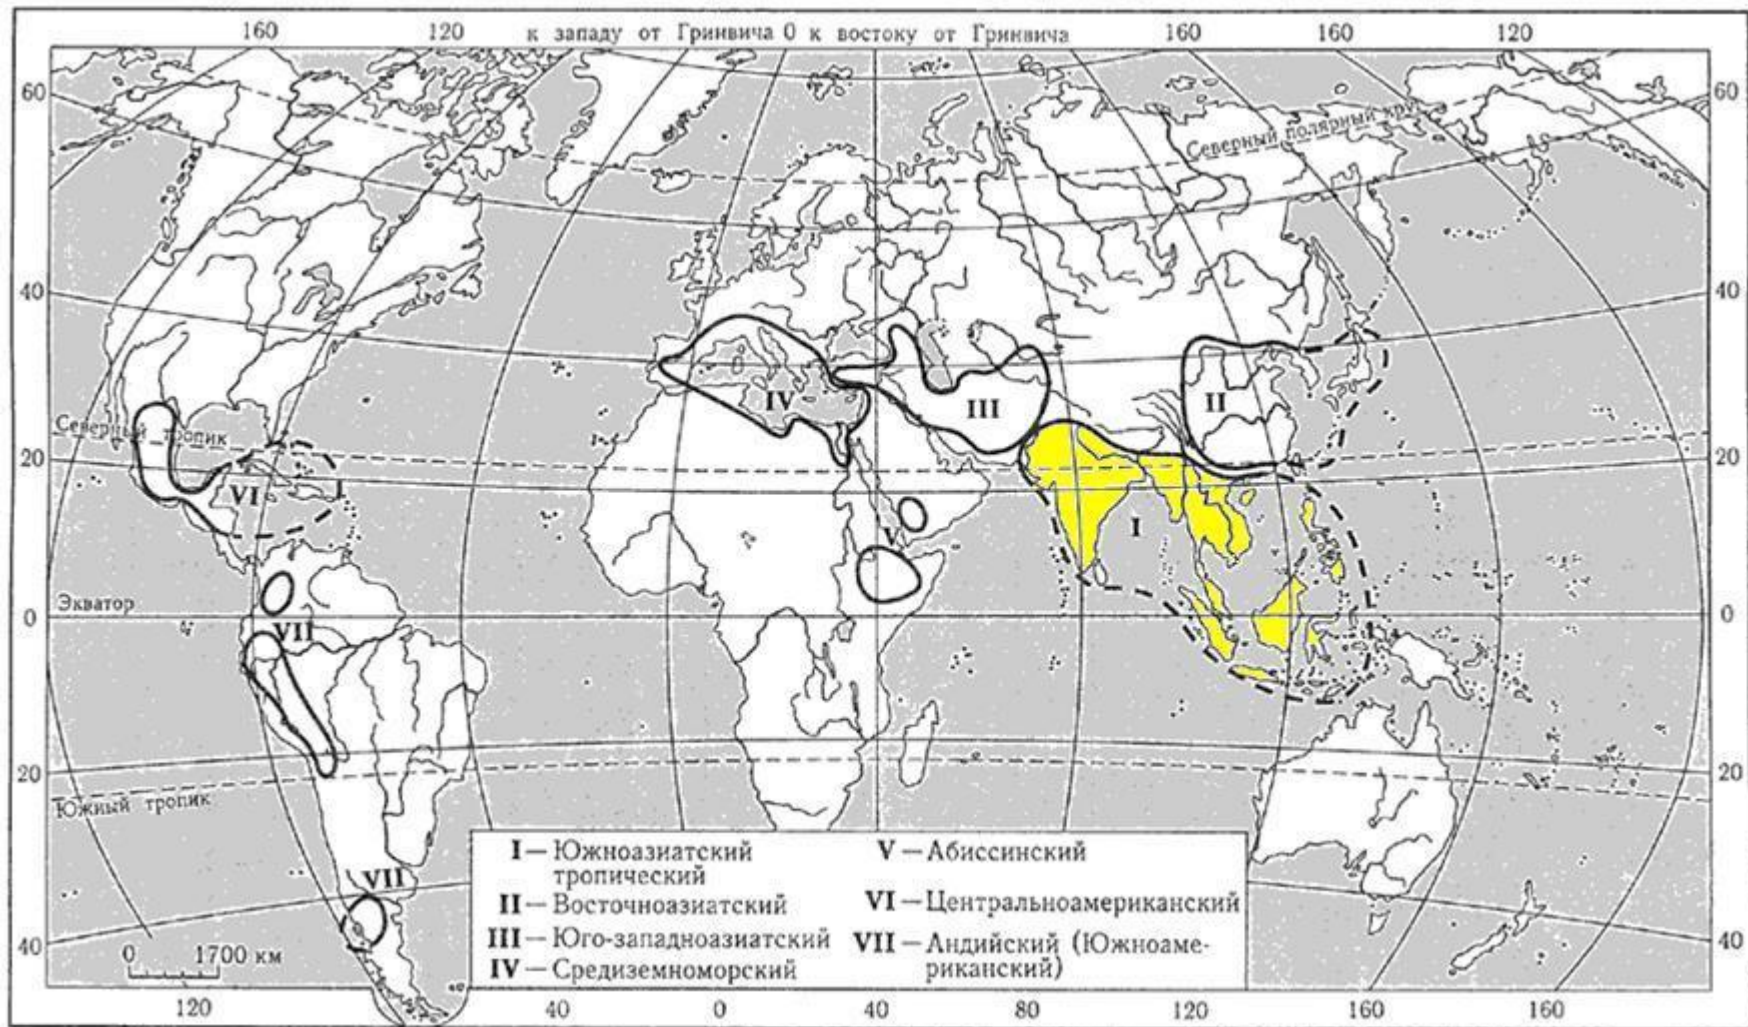 160 120 к западу от Гринвича 0 к востоку от Гринвича 160 160 120
60 60
Северный полярный круг
40 40
IV III II
Северный тропик
20 20
VI I
V
Экватор
0 0
VII
20 20
Южный тропик
VII
I — Южноазиатский
тропический
II — Восточноазиатский
III — Юго-западноазиатский
IV — Средиземноморский
V — Абиссинский
VI — Центральноамериканский
VII — Андийский (Южноаме-
риканский)
40 40
0 1700 км
120 40 0 40 80 120 160 160